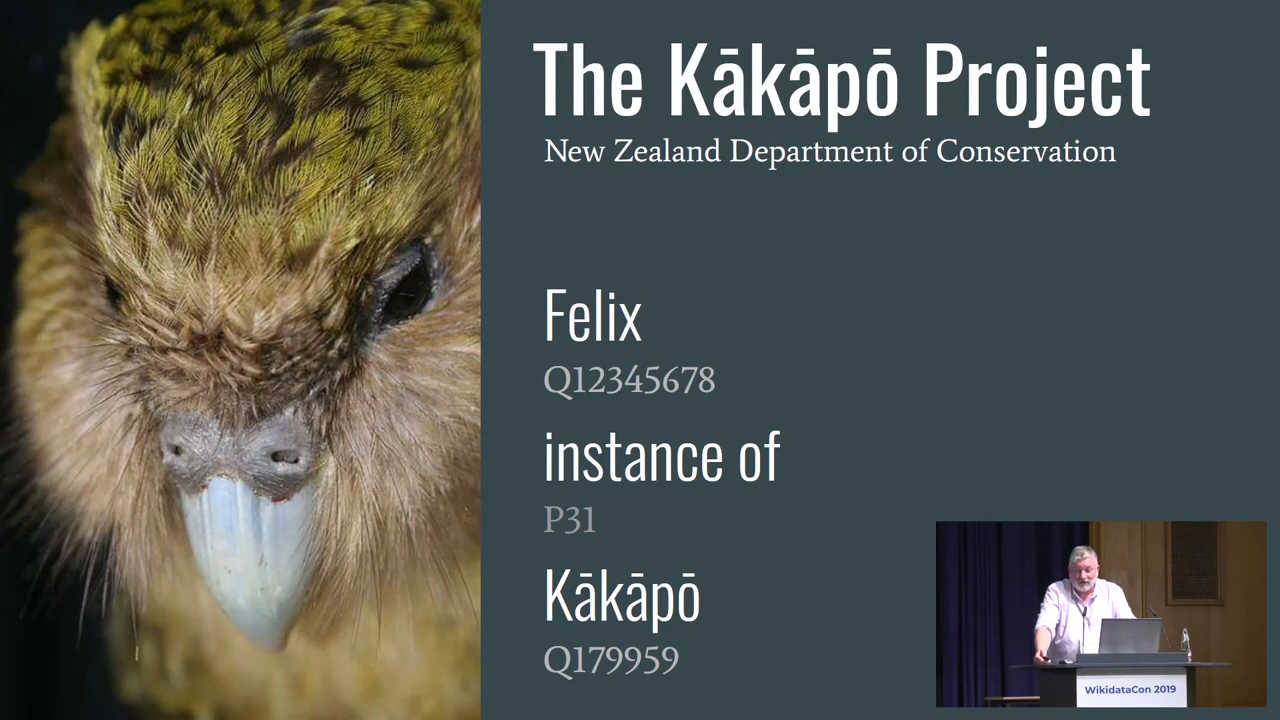 The Kākāpō Project
New Zealand Department of Conservation
Felix
Q12345678
instance of
P31
Kākāpō
Q179959
WikidataCon 2019